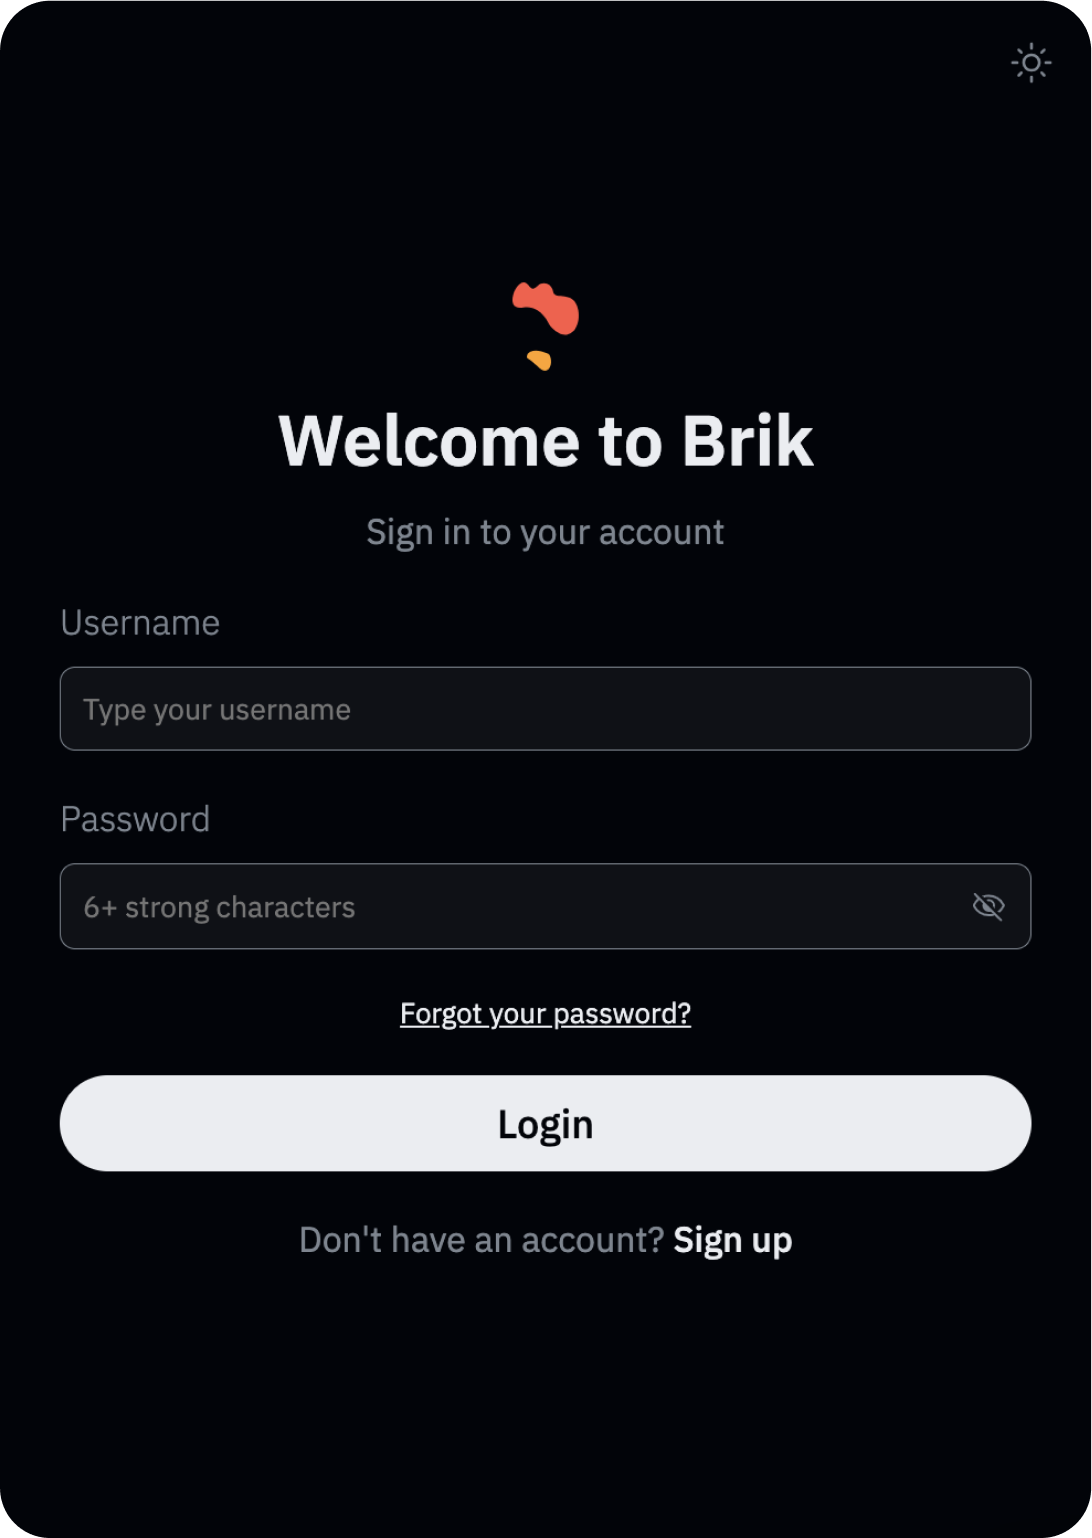 Welcome to Brik
Sign in to your account
Username
Type your username
Password
6+ strong characters
Forgot your password?
Login
Don't have an account? Sign up